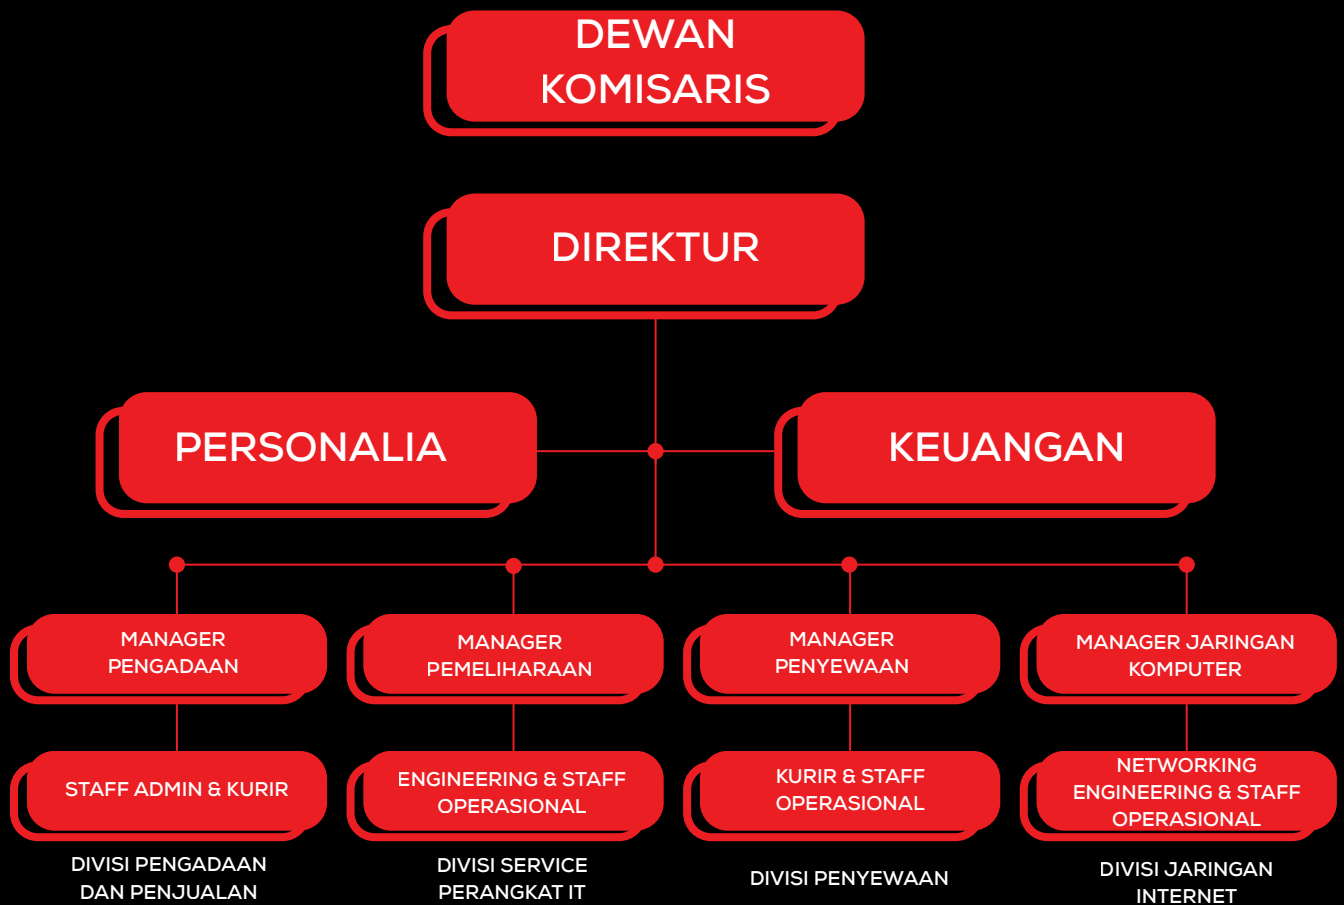 DEWAN
KOMISARIS
DIREKTUR
PERSONALIA
KEUANGAN
MANAGER
PENGADAAN
MANAGER
PEMELIHARAAN
MANAGER
PENYEWAAN
MANAGER JARINGAN
KOMPUTER
STAFF ADMIN & KURIR
ENGINEERING & STAFF
OPERASIONAL
KURIR & STAFF
OPERASIONAL
NETWORKING
ENGINEERING & STAFF
OPERASIONAL
DIVISI PENGADAAN
DAN PENJUALAN
DIVISI SERVICE
PERANGKAT IT
DIVISI PENYEWAAN
DIVISI JARINGAN
INTERNET